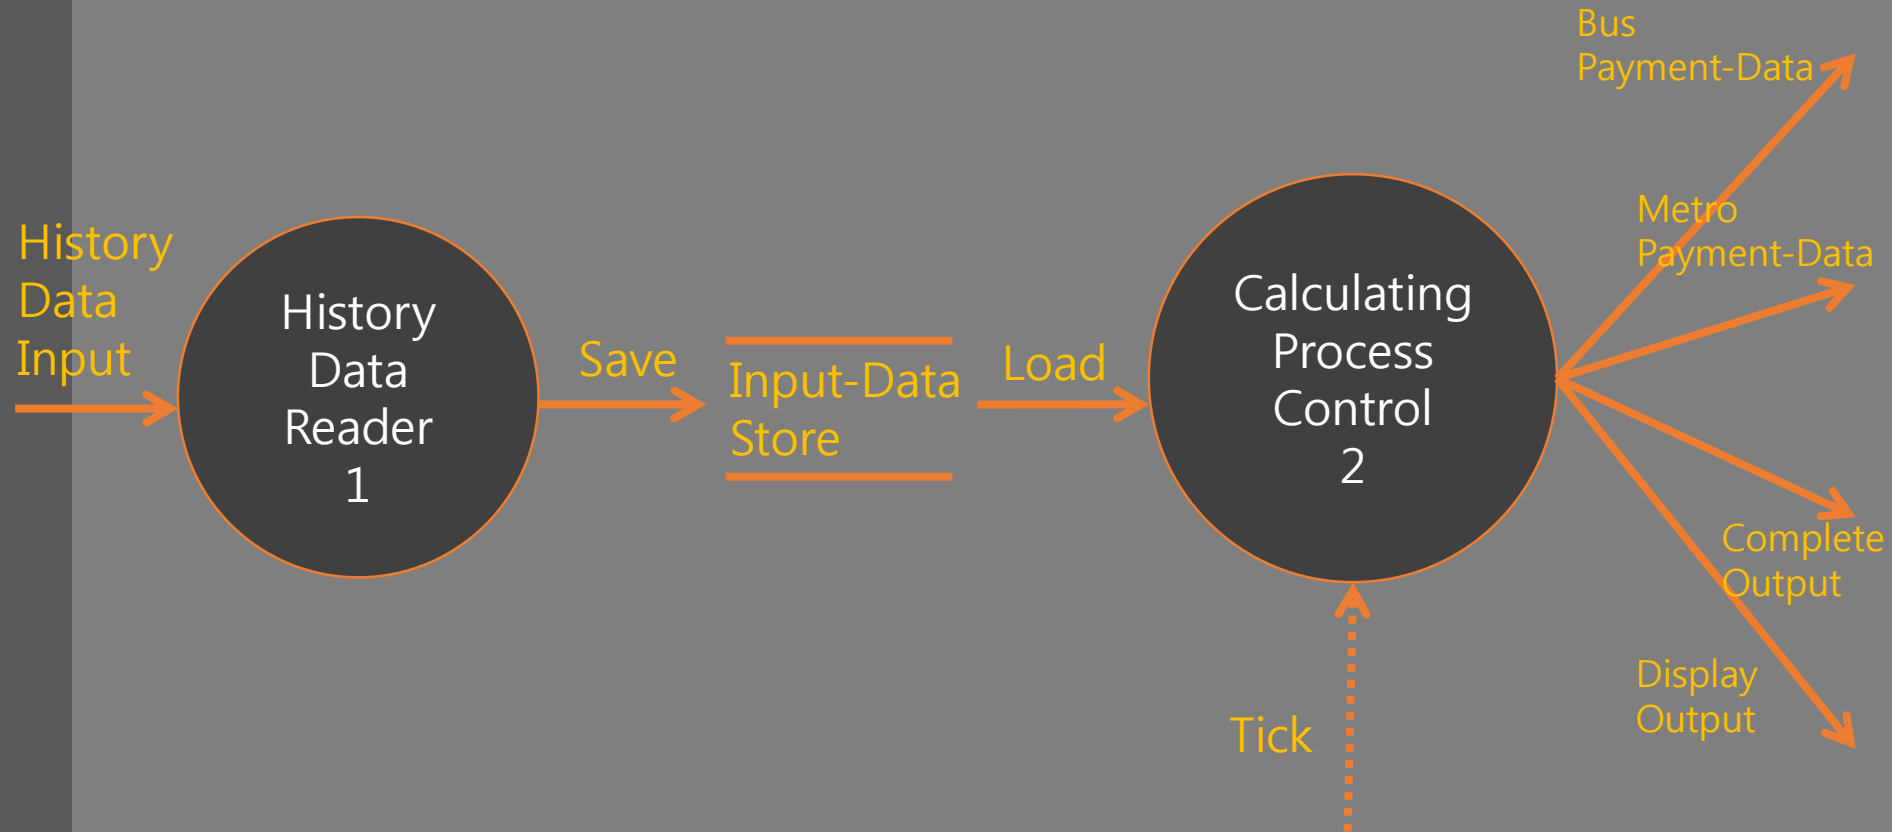 History
Data
Input
History
Data
Reader
1
Save
Input-Data
Store
Load
Calculating
Process
Control
2
Tick
Bus
Payment-Data
Metro
Payment-Data
Complete
Output
Display
Output